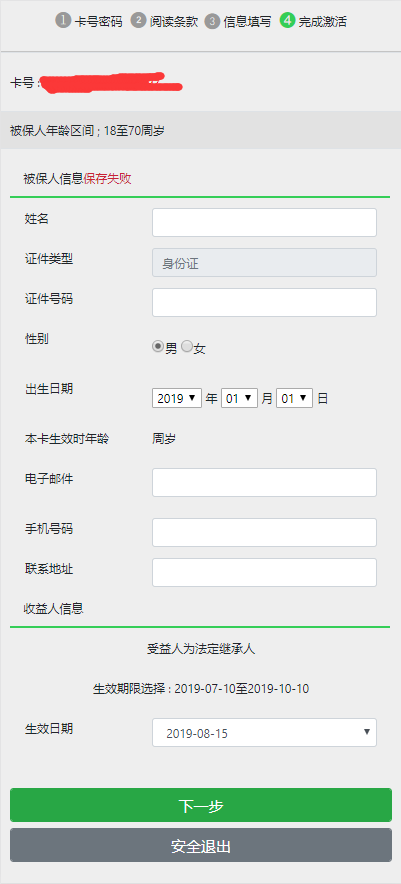 1 卡号密码 2 阅读条款 3 信息填写 4 完成激活
卡号 :
被保人年龄区间 ; 18至70周岁
被保人信息保存失败
姓名
证件类型 身份证
证件号码
性别 男 女
出生日期 2019 年 01 月 01 日
本卡生效时年龄 周岁
电子邮件
手机号码
联系地址
收益人信息
受益人为法定继承人
生效期限选择 : 2019-07-10至2019-10-10
生效日期 2019-08-15
下一步
安全退出